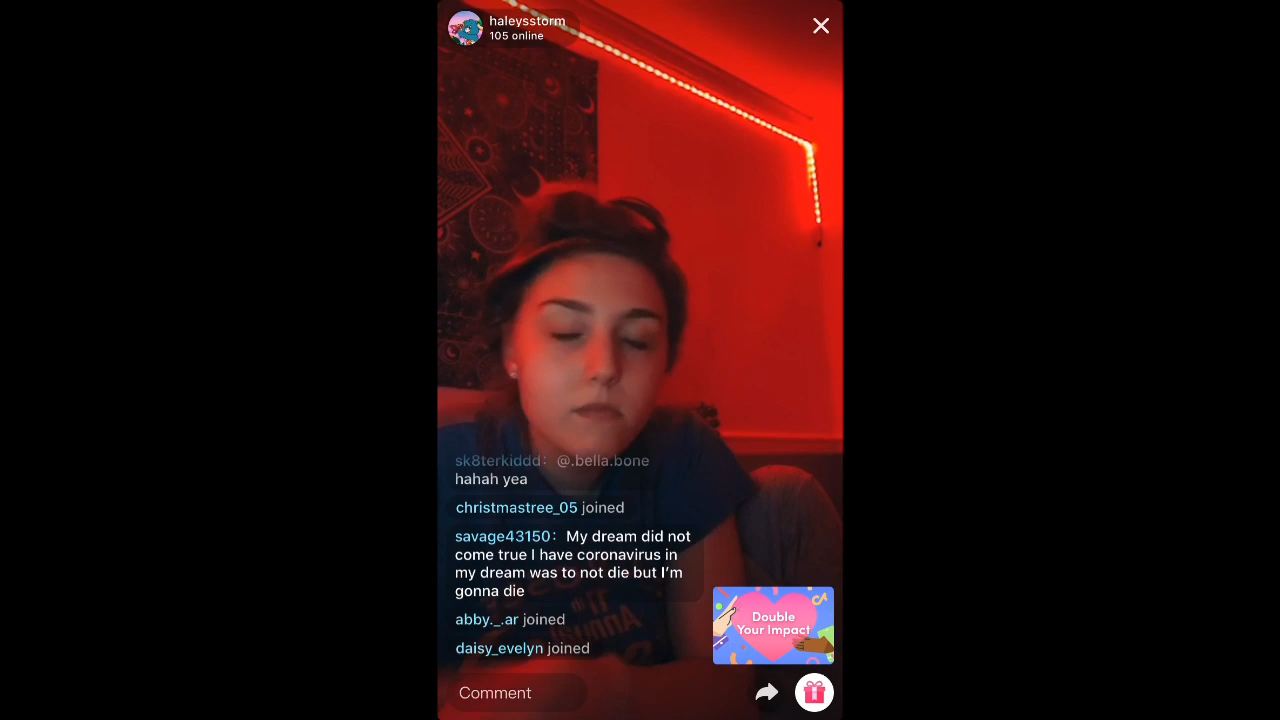 haleysstorm
105 online
sk8terkiddd: @.bella.bone
hahah yea
christmastree_05 joined
savage43150: My dream did not
come true I have coronavirus in
my dream was to not die but I'm
gonna die
abby._.ar joined
daisy_evelyn joined
Double
Your Impact
Comment